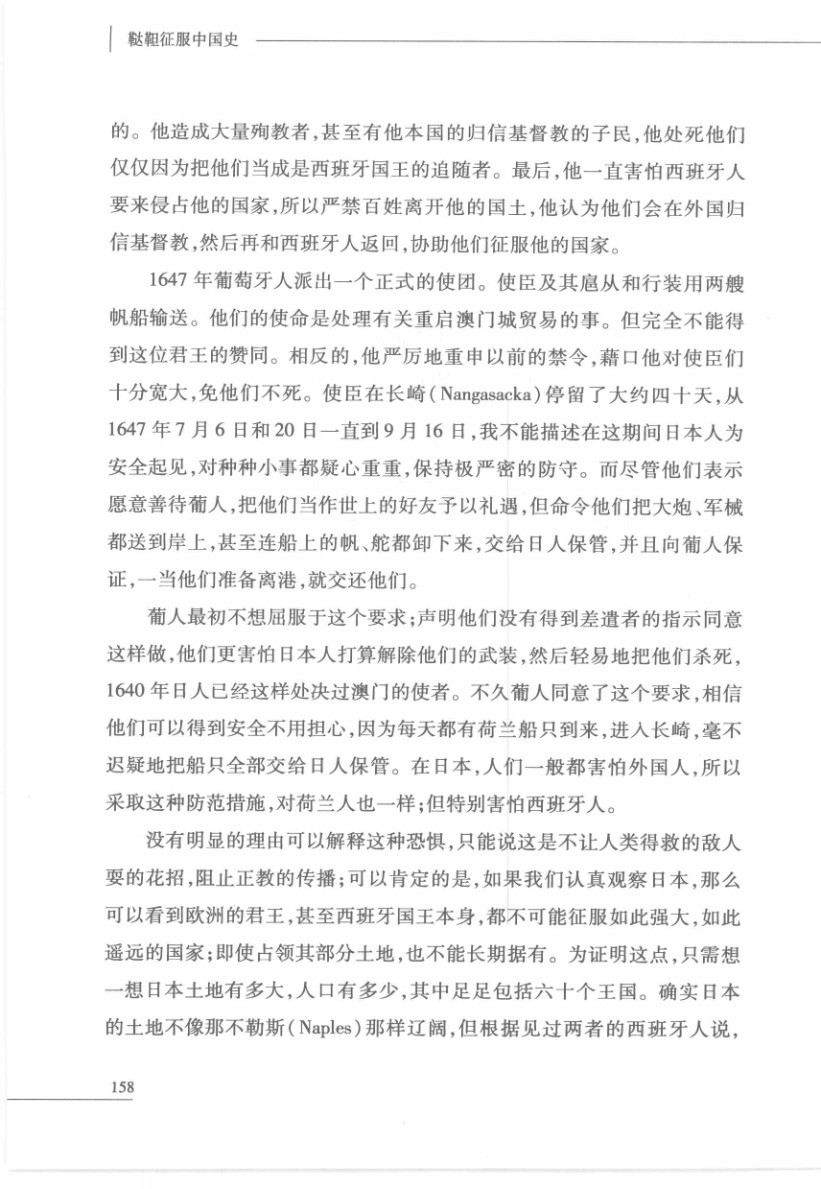 鞑靼征服中国史
的。他造成大量殉教者,甚至有他本国的归信基督教的子民,他处死他们
仅仅因为把他们当成是西班牙国王的追随者。最后,他一直害怕西班牙人
要来侵占他的国家,所以严禁百姓离开他的国土,他认为他们会在外国归
信基督教,然后再和西班牙人返回,协助他们征服他的国家。
1647 年葡萄牙人派出一个正式的使团。使臣及其扈从和行装用两艘
帆船输送。他们的使命是处理有关重启澳门城贸易的事。但完全不能得
到这位君王的赞同。相反的,他严厉地重申以前的禁令,藉口他对使臣们
十分宽大,免他们不死。使臣在长崎(Nangasacka)停留了大约四十天,从
1647 年 7 月 6 日和 20 日一直到 9 月 16 日,我不能描述在这期间日本人为
安全起见,对种种小事都疑心重重,保持极严密的防守。而尽管他们表示
愿意善待葡人,把他们当作世上的好友予以礼遇,但命令他们把大炮、军械
都送到岸上,甚至连船上的帆、舵都卸下来,交给日人保管,并且向葡人保
证,一当他们准备离港,就交还他们。
葡人最初不想屈服于这个要求;声明他们没有得到差遣者的指示同意
这样做,他们更害怕日本人打算解除他们的武装,然后轻易地把他们杀死,
1640 年日人已经这样处决过澳门的使者。不久葡人同意了这个要求,相信
他们可以得到安全不用担心,因为每天都有荷兰船只到来,进入长崎,毫不
迟疑地把船只全部交给日人保管。在日本,人们一般都害怕外国人,所以
采取这种防范措施,对荷兰人也一样;但特别害怕西班牙人。
没有明显的理由可以解释这种恐惧,只能说这是不让人类得救的敌人
耍的花招,阻止正教的传播;可以肯定的是,如果我们认真观察日本,那么
可以看到欧洲的君王,甚至西班牙国王本身,都不可能征服如此强大,如此
遥远的国家;即使占领其部分土地,也不能长期据有。为证明这点,只需想
一想日本土地有多大,人口有多少,其中足足包括六十个王国。确实日本
的土地不像那不勒斯(Naples)那样辽阔,但根据见过两者的西班牙人说,
158